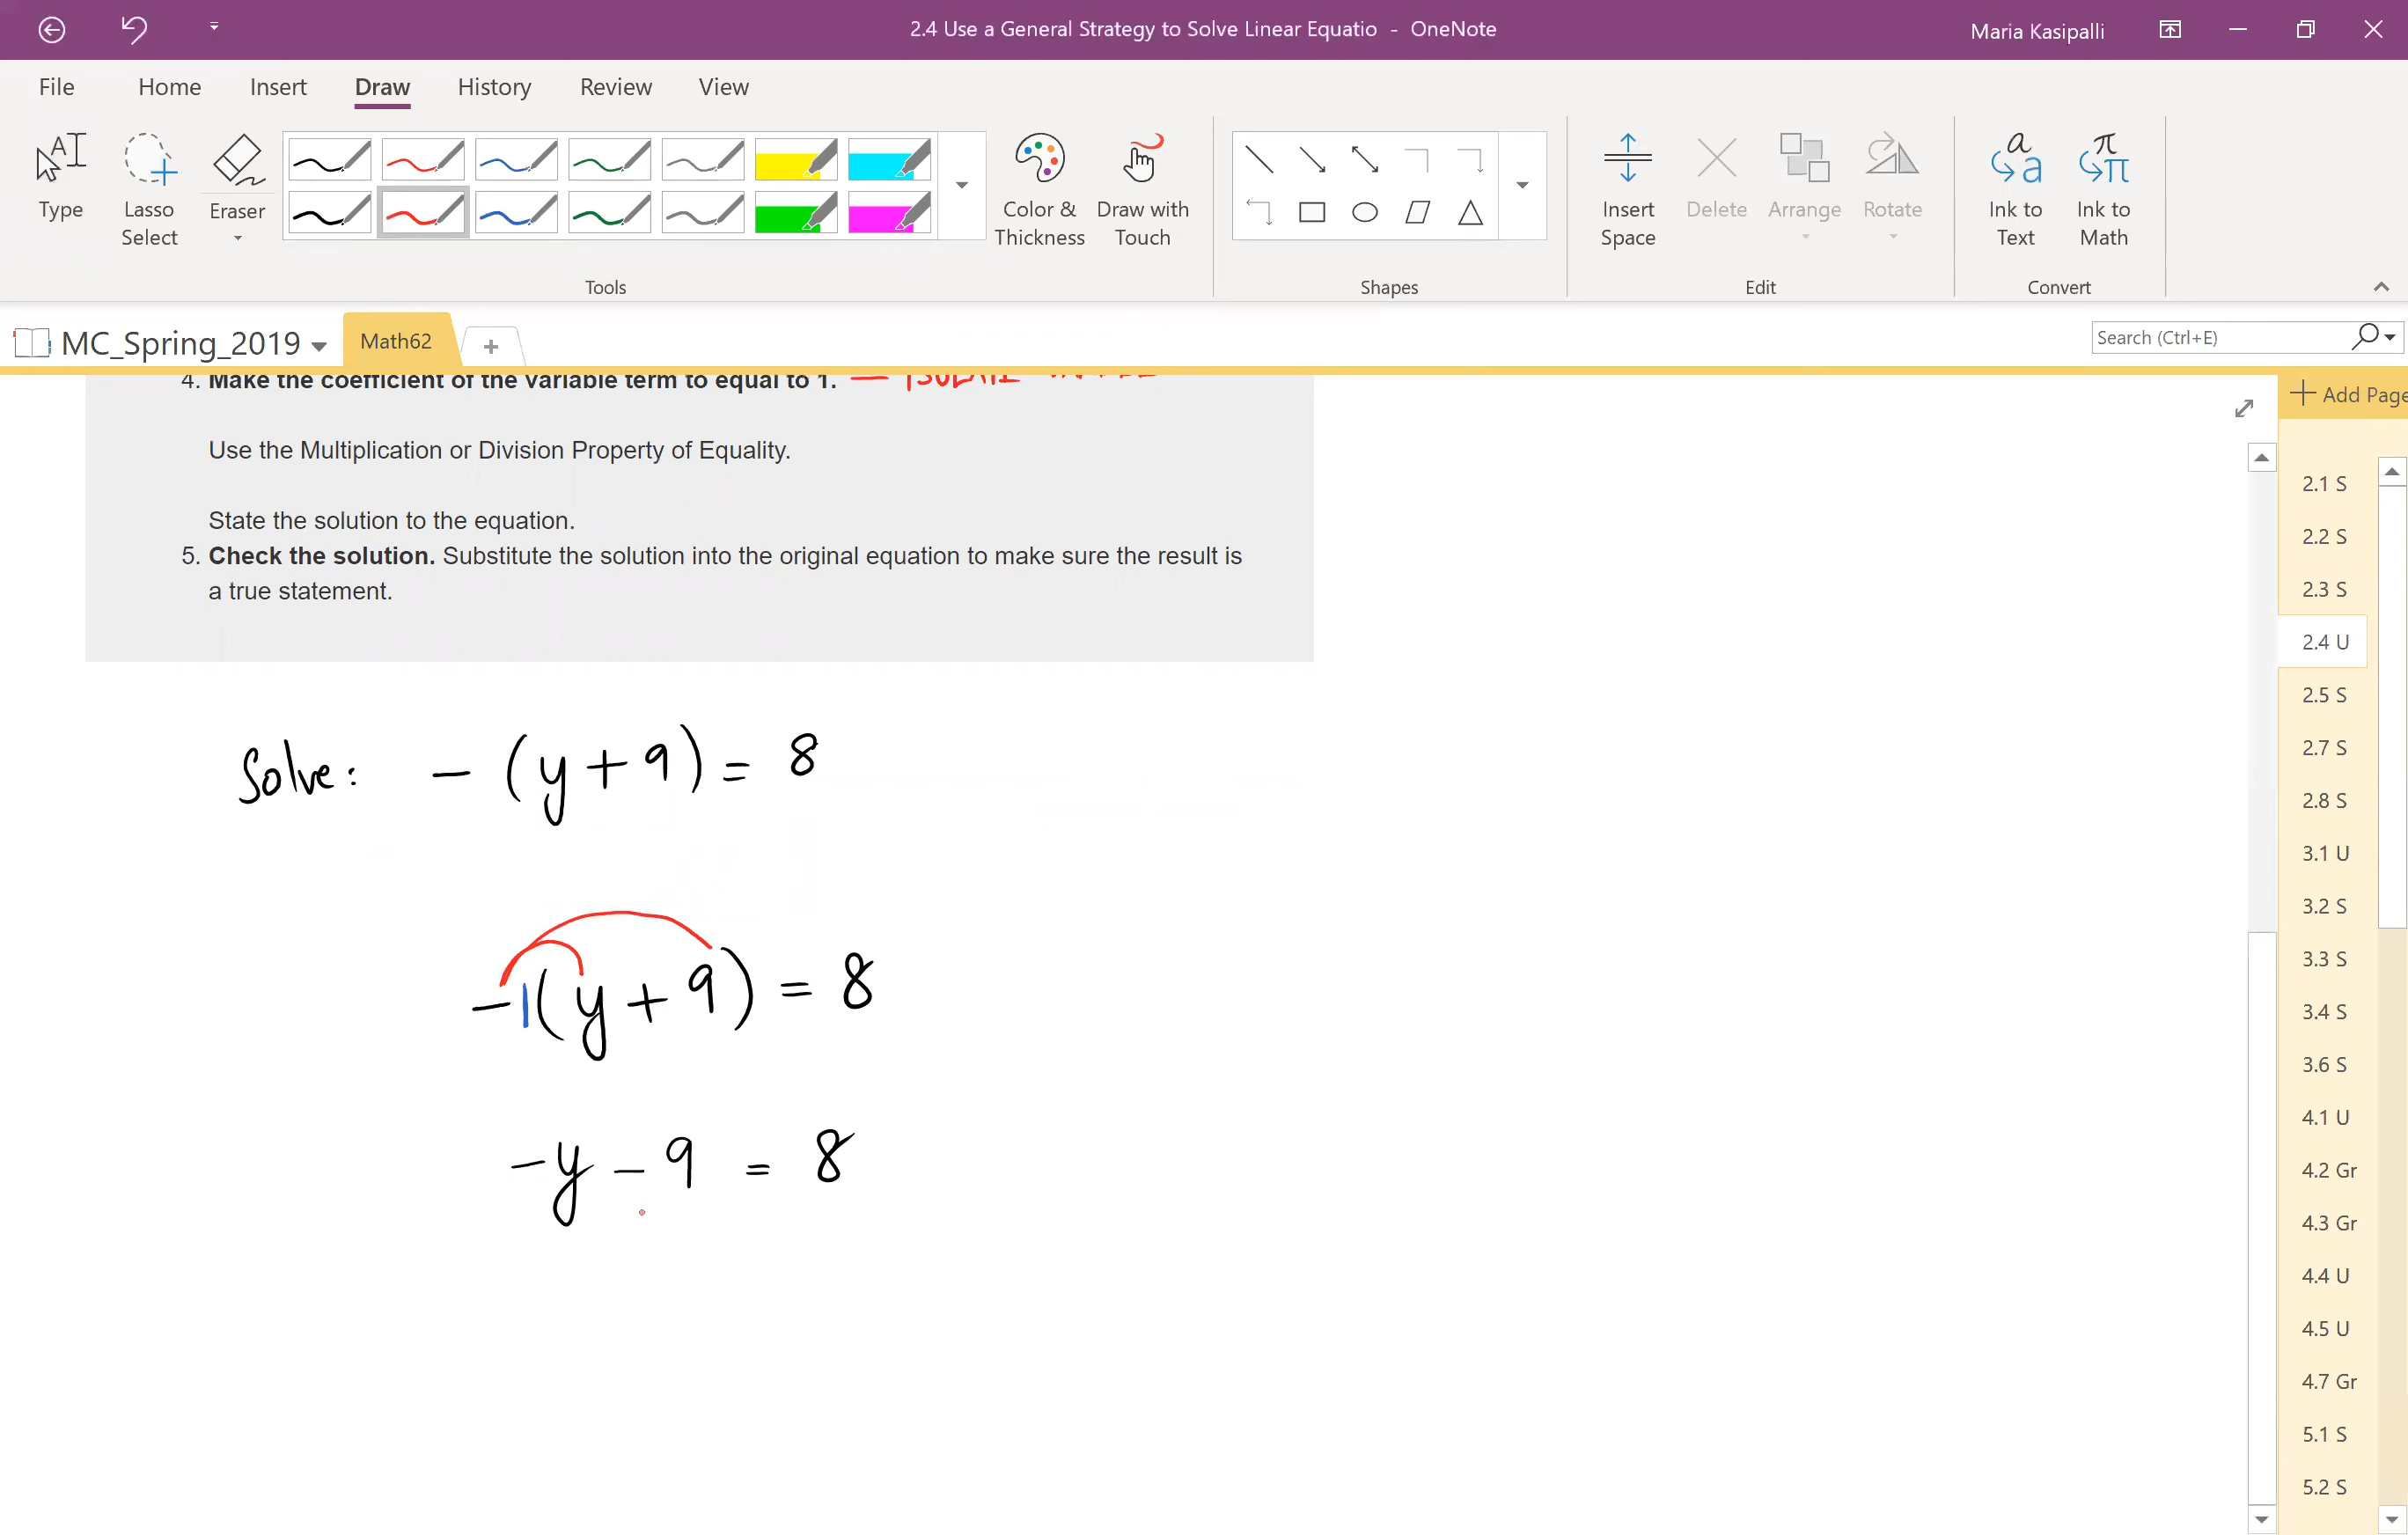 2.4 Use a General Strategy to Solve Linear Equatio - OneNote
Maria Kasipalli
File Home Insert Draw History Review View
Type
Lasso Select
Eraser
Color & Thickness
Draw with Touch
Insert Space
Delete
Arrange
Rotate
Ink to Text
Ink to Math
Tools
Shapes
Edit
Convert
MC_Spring_2019
Math62
Search (Ctrl+E)
4. Make the coefficient of the variable term to equal to 1. — ISOLATE
Use the Multiplication or Division Property of Equality.
State the solution to the equation.
5. Check the solution. Substitute the solution into the original equation to make sure the result is
a true statement.
Solve: - (y + 9) = 8
-1(y + 9) = 8
-y - 9 = 8
Add Page
2.1 S
2.2 S
2.3 S
2.4 U
2.5 S
2.7 S
2.8 S
3.1 U
3.2 S
3.3 S
3.4 S
3.6 S
4.1 U
4.2 Gr
4.3 Gr
4.4 U
4.5 U
4.7 Gr
5.1 S
5.2 S